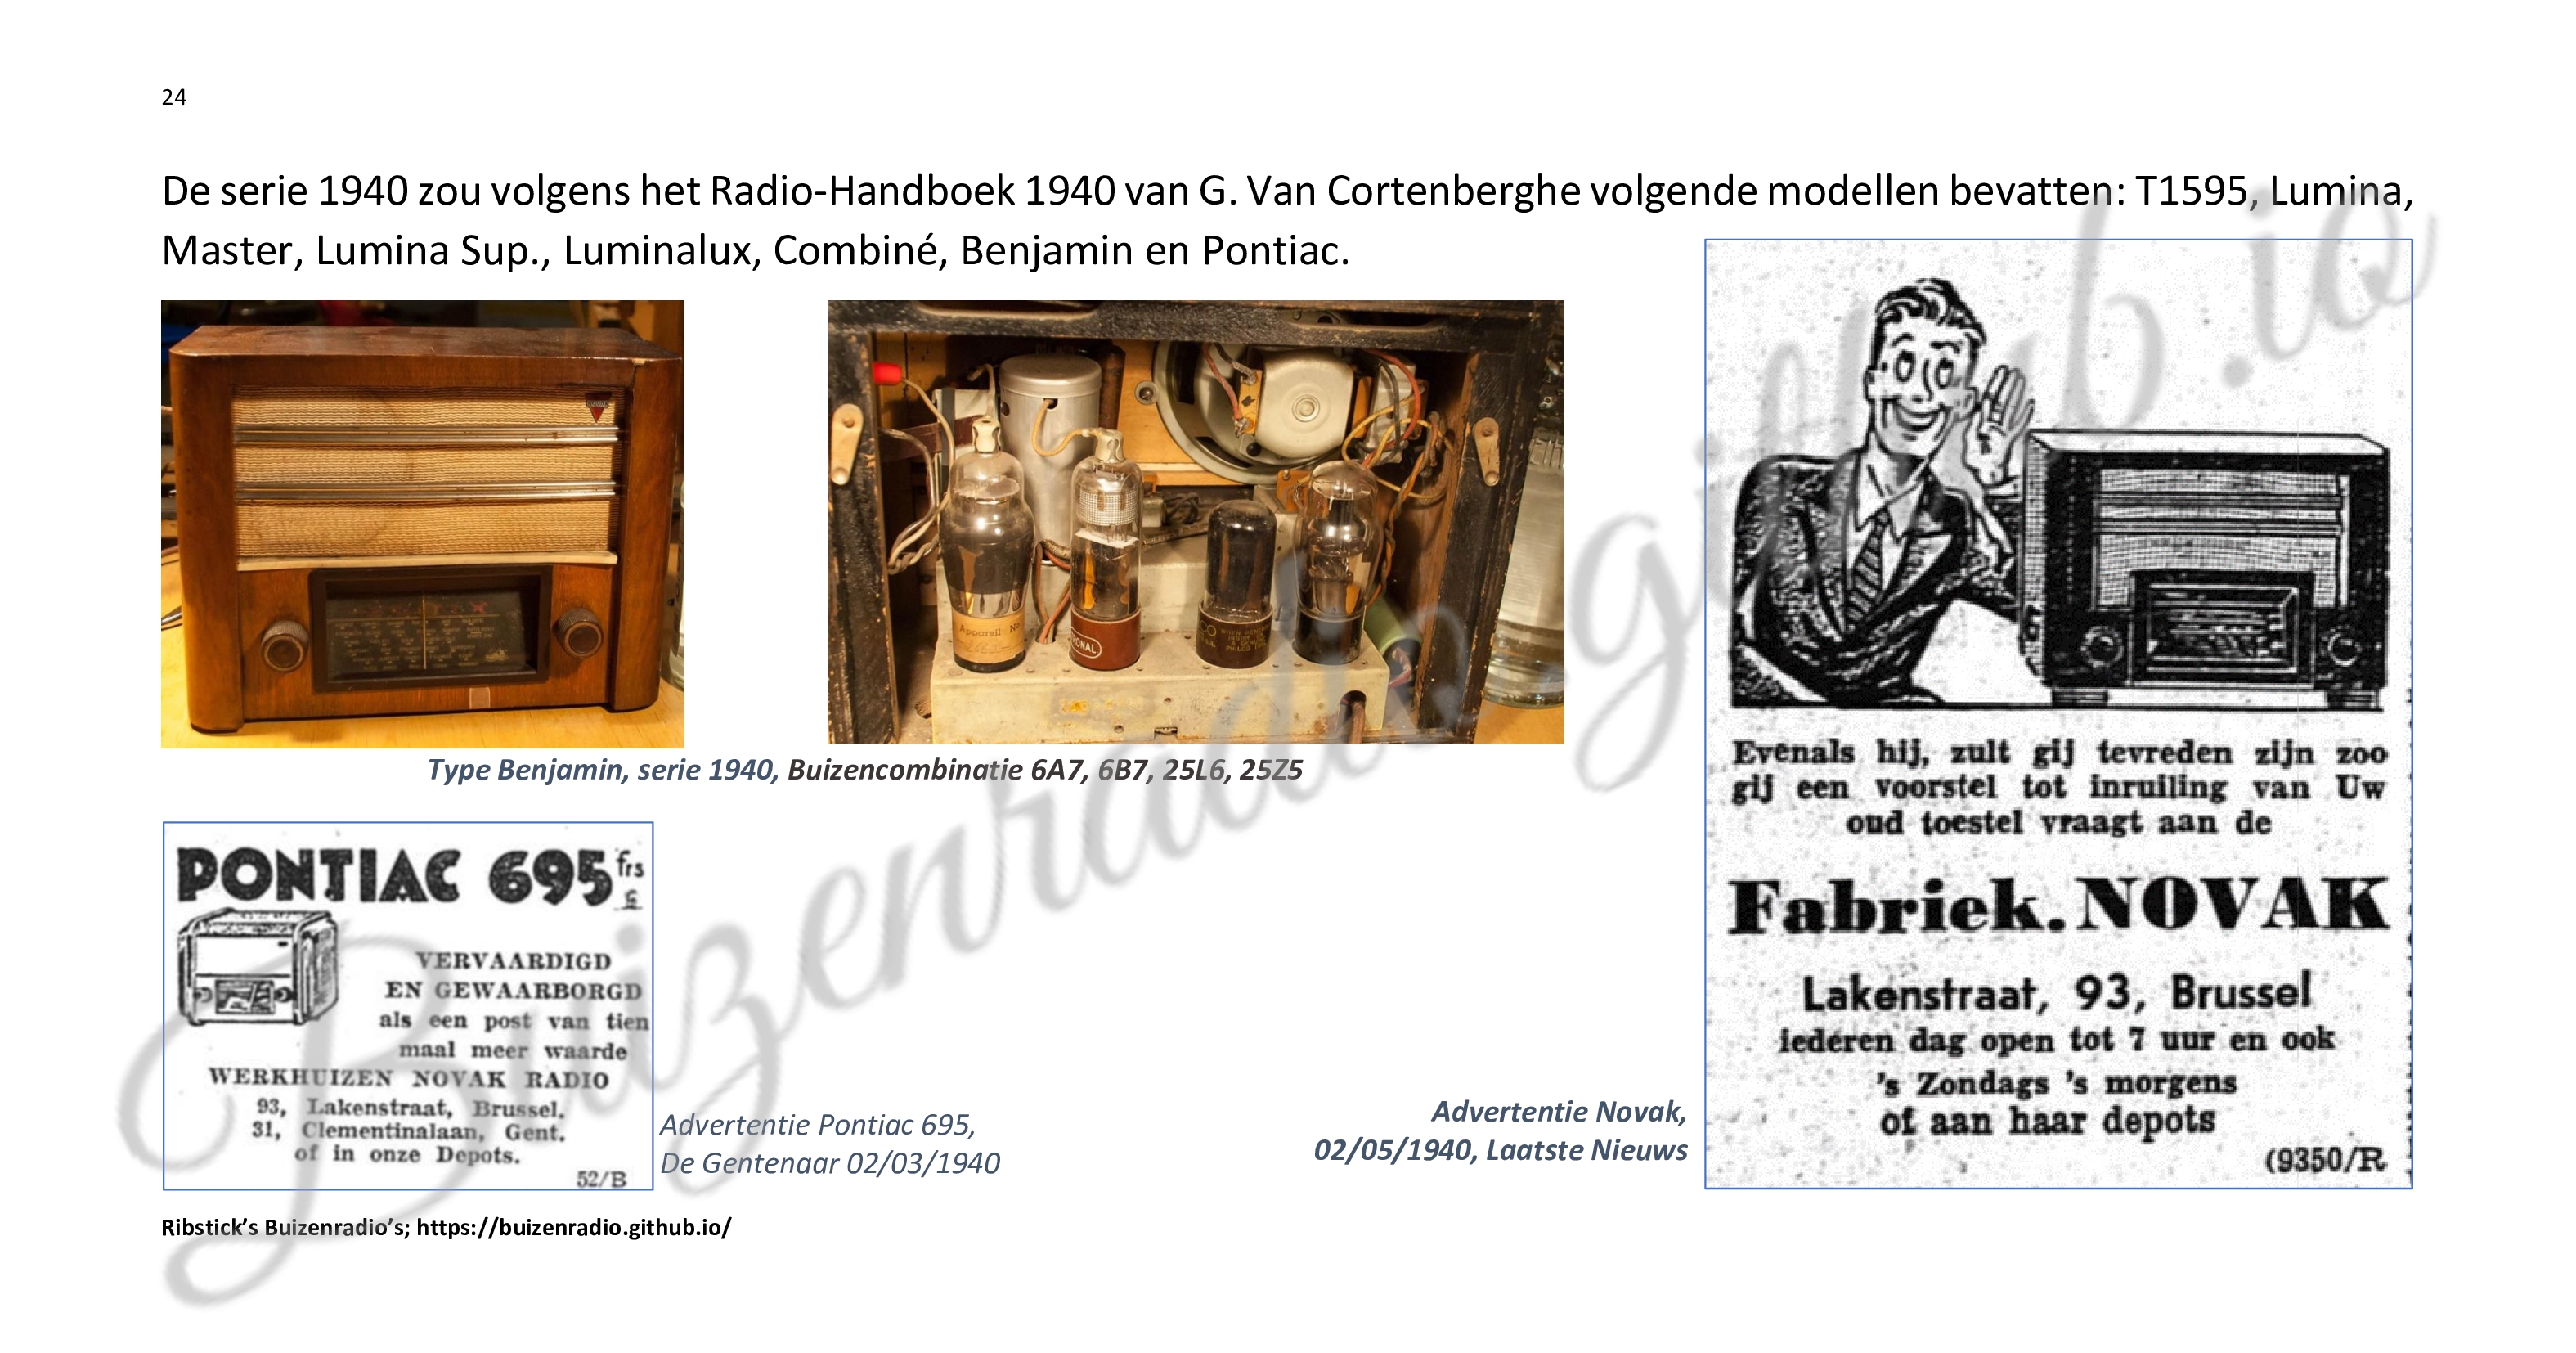 24
De serie 1940 zou volgens het Radio-Handboek 1940 van G. Van Cortenberghe volgende modellen bevatten: T1595, Lumina,
Master, Lumina Sup., Luminalux, Combiné, Benjamin en Pontiac.
Appareil No
Type Benjamin, serie 1940, Buizencombinatie 6A7, 6B7, 25L6, 25Z5
PONTIAC 695 frs
VERVAARDIGD
EN GEWAARBORGD
als een post van tien
maal meer waarde
WERKHUIZEN NOVAK RADIO
93, Lakenstraat, Brussel.
31, Clementinalaan, Gent.
of in onze Depots.
52/B
Advertentie Pontiac 695,
De Gentenaar 02/03/1940
Advertentie Novak,
02/05/1940, Laatste Nieuws
Evenals hij, zult gij tevreden zijn zoo
gij een voorstel tot inruiling van Uw
oud toestel vraagt aan de
Fabriek. NOVAK
Lakenstraat, 93, Brussel
iederen dag open tot 7 uur en ook
's Zondags 's morgens
of aan haar depots
(9350/R
Ribstick's Buizenradio's; https://buizenradio.github.io/
Buizenradio.github.io